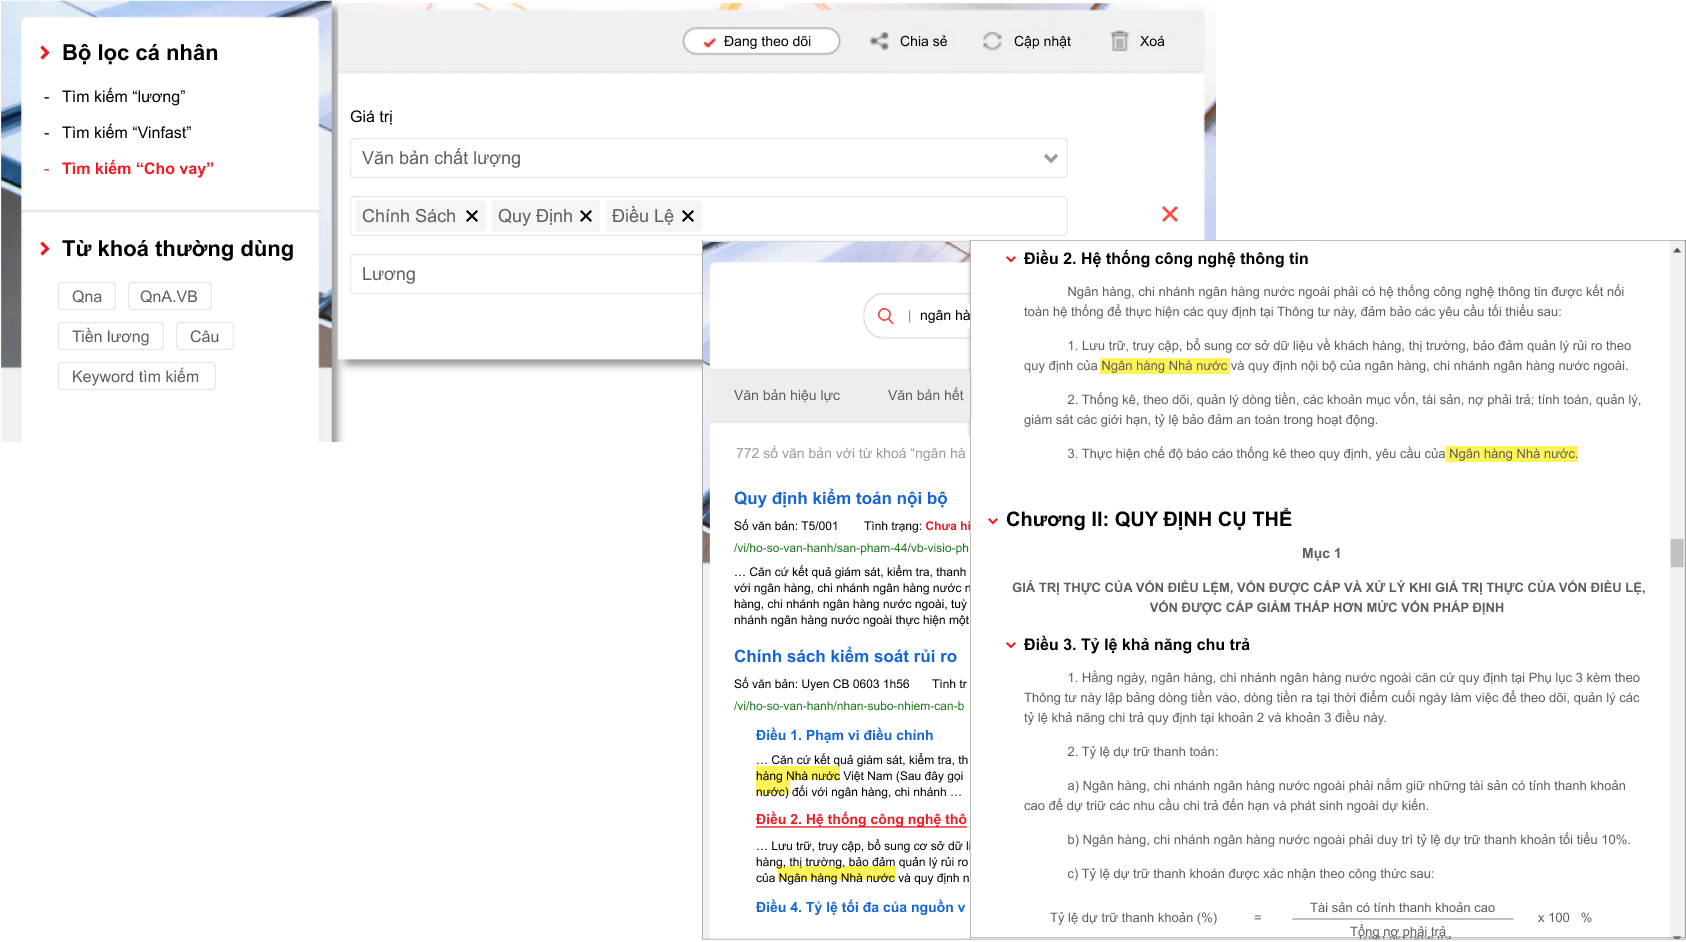 Bộ lọc cá nhân
- Tìm kiếm “lương”
- Tìm kiếm “Vinfast”
- Tìm kiếm “Cho vay”
Từ khoá thường dùng
Qna QnA.VB
Tiền lương Câu
Keyword tìm kiếm
Đang theo dõi Chia sẻ Cập nhật Xoá
Giá trị
Văn bản chất lượng
Chính Sách Quy Định Điều Lệ
Lương
| ngân hà
Văn bản hiệu lực Văn bản hết
772 số văn bản với từ khoá “ngân hà
Quy định kiểm toán nội bộ
Số văn bản: T5/001 Tình trạng: Chưa hi
/vi/ho-so-van-hanh/san-pham-44/vb-visio-ph
... Căn cứ kết quả giám sát, kiểm tra, thanh
với ngân hàng, chi nhánh ngân hàng nước n
hàng, chi nhánh ngân hàng nước ngoài, tuỳ
nhánh ngân hàng nước ngoài thực hiện một
Chính sách kiểm soát rủi ro
Số văn bản: Uyen CB 0603 1h56 Tình tr
/vi/ho-so-van-hanh/nhan-subo-nhiem-can-b
Điều 1. Phạm vi điều chỉnh
... Căn cứ kết quả giám sát, kiểm tra, th
hàng Nhà nước Việt Nam (Sau đây gọi
nước) đối với ngân hàng, chi nhánh ...
Điều 2. Hệ thống công nghệ thô
... Lưu trữ, truy cập, bổ sung cơ sở dữ li
hàng, thị trường, bảo đảm quản lý rủi ro
của Ngân hàng Nhà nước và quy định n
Điều 4. Tỷ lệ tối đa của nguồn v
Điều 2. Hệ thống công nghệ thông tin
Ngân hàng, chi nhánh ngân hàng nước ngoài phải có hệ thống công nghệ thông tin được kết nối
toàn hệ thống để thực hiện các quy định tại Thông tư này, đảm bảo các yêu cầu tối thiểu sau:
1. Lưu trữ, truy cập, bổ sung cơ sở dữ liệu về khách hàng, thị trường, bảo đảm quản lý rủi ro theo
quy định của Ngân hàng Nhà nước và quy định nội bộ của ngân hàng, chi nhánh ngân hàng nước ngoài.
2. Thống kê, theo dõi, quản lý dòng tiền, các khoản mục vốn, tài sản, nợ phải trả; tính toán, quản lý,
giám sát các giới hạn, tỷ lệ bảo đảm an toàn trong hoạt động.
3. Thực hiện chế độ báo cáo thống kê theo quy định, yêu cầu của Ngân hàng Nhà nước.
Chương II: QUY ĐỊNH CỤ THỂ
Mục 1
GIÁ TRỊ THỰC CỦA VỐN ĐIỀU LỆM, VỐN ĐƯỢC CẤP VÀ XỬ LÝ KHI GIÁ TRỊ THỰC CỦA VỐN ĐIỀU LỆ,
VỐN ĐƯỢC CẤP GIẢM THẤP HƠN MỨC VỐN PHÁP ĐỊNH
Điều 3. Tỷ lệ khả năng chu trả
1. Hằng ngày, ngân hàng, chi nhánh ngân hàng nước ngoài căn cứ quy định tại Phụ lục 3 kèm theo
Thông tư này lập bảng dòng tiền vào, dòng tiền ra tại thời điểm cuối ngày làm việc để theo dõi, quản lý các
tỷ lệ khả năng chi trả quy định tại khoản 2 và khoản 3 điều này.
2. Tỷ lệ dự trữ thanh toán:
a) Ngân hàng, chi nhánh ngân hàng nước ngoài phải nắm giữ những tài sản có tính thanh khoản
cao để dự triữ các nhu cầu chi trả đến hạn và phát sinh ngoài dự kiến.
b) Ngân hàng, chi nhánh ngân hàng nước ngoài phải duy trì tỷ lệ dự trữ thanh khoản tối tiểu 10%.
c) Tỷ lệ dự trữ thanh khoán được xác nhận theo công thức sau:
Tỷ lệ dự trữ thanh khoản (%) = Tài sản có tính thanh khoản cao x 100 %
Tổng nợ phải trả